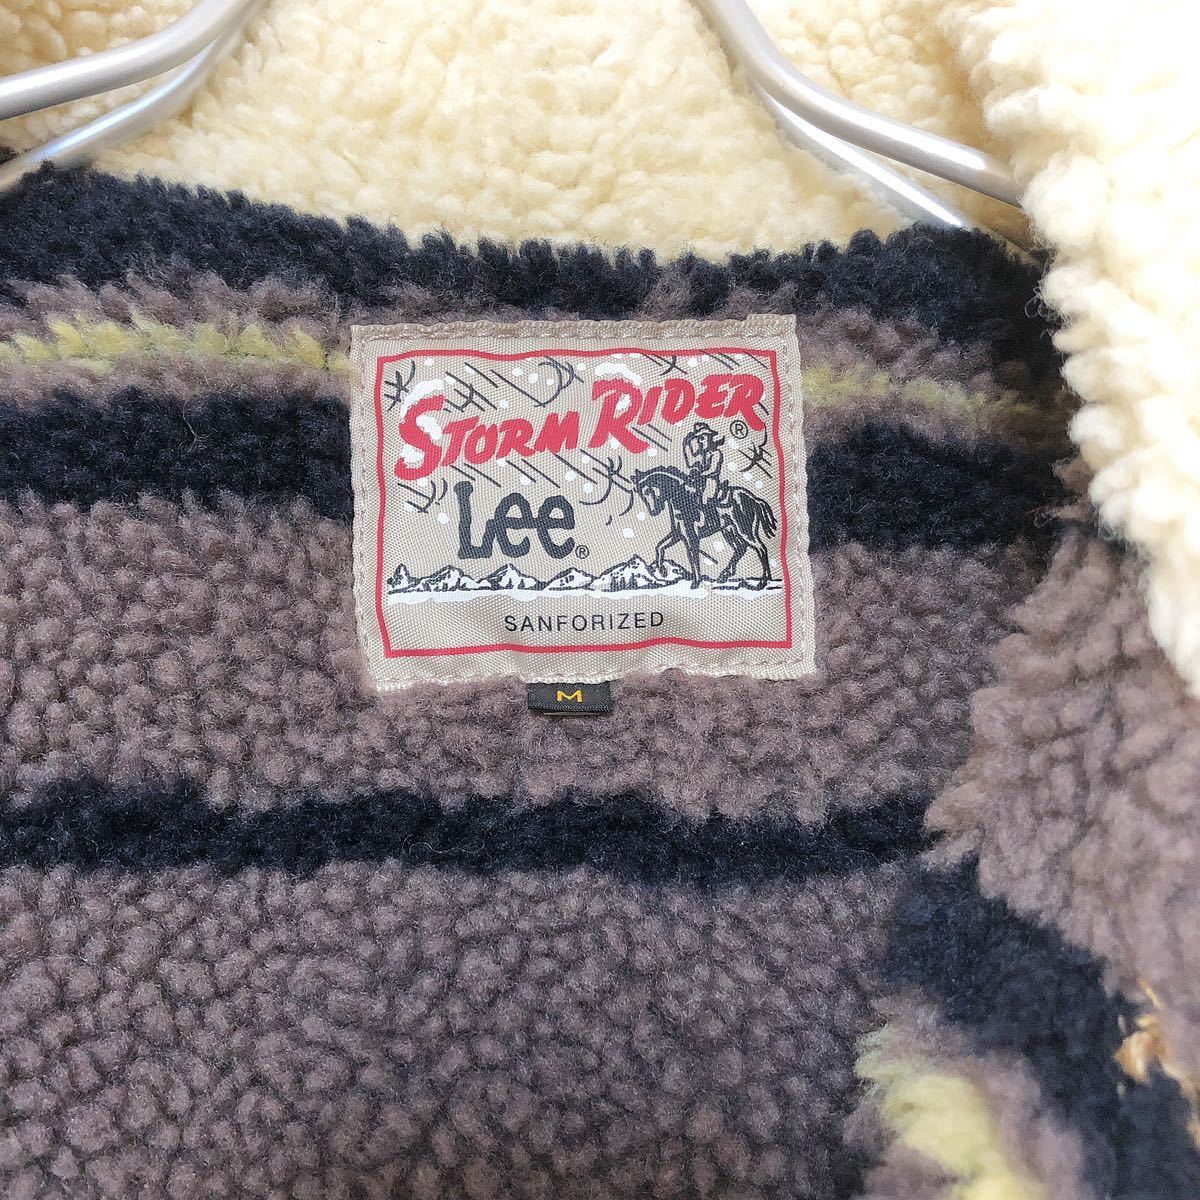 STORM RIDER®
Lee®
SANFORIZED
M